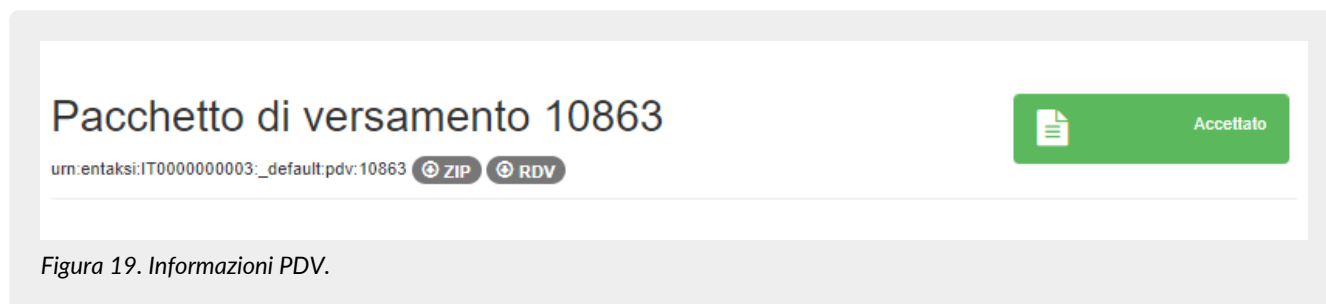 Pacchetto di versamento 10863
Accettato
urn:entaksi:IT0000000003:_default:pdv:10863 ZIP RDV
Figura 19. Informazioni PDV.